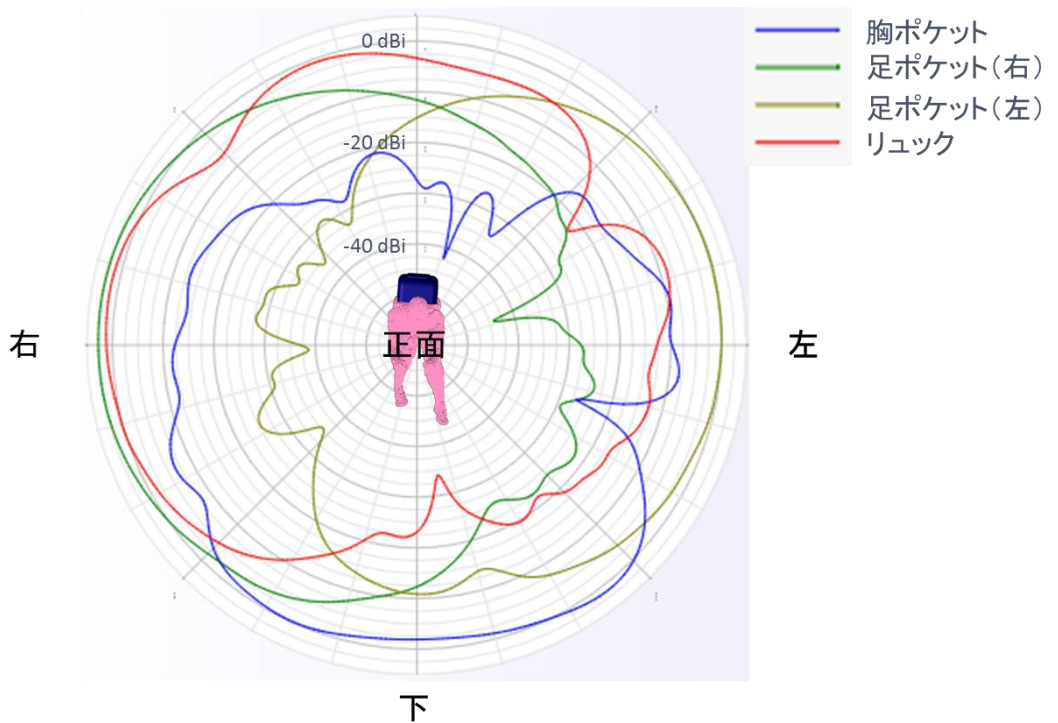 0 dBi
-20 dBi
-40 dBi
正面
右
左
下
胸ポケット
足ポケット（右）
足ポケット（左）
リュック